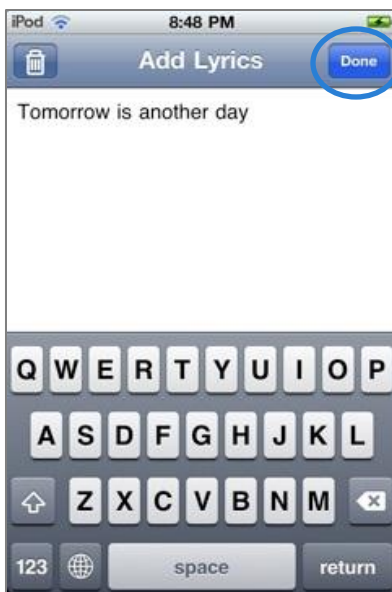 iPod 8:48 PM
Add Lyrics Done
Tomorrow is another day
Q W E R T Y U I O P
A S D F G H J K L
Z X C V B N M
123 space return